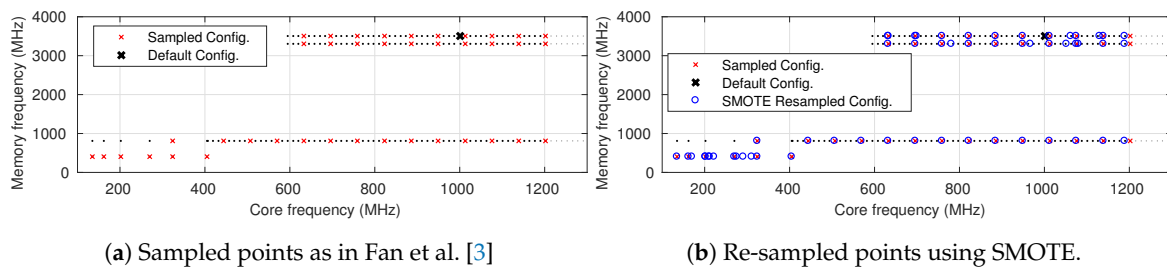 4000
3000
2000
1000
0
Memory frequency (MHz)
Sampled Config.
Default Config.
200
400
600
800
1000
1200
Core frequency (MHz)
(a) Sampled points as in Fan et al. [3]
4000
3000
2000
1000
0
Memory frequency (MHz)
Sampled Config.
Default Config.
SMOTE Resampled Config.
200
400
600
800
1000
1200
Core frequency (MHz)
(b) Re-sampled points using SMOTE.